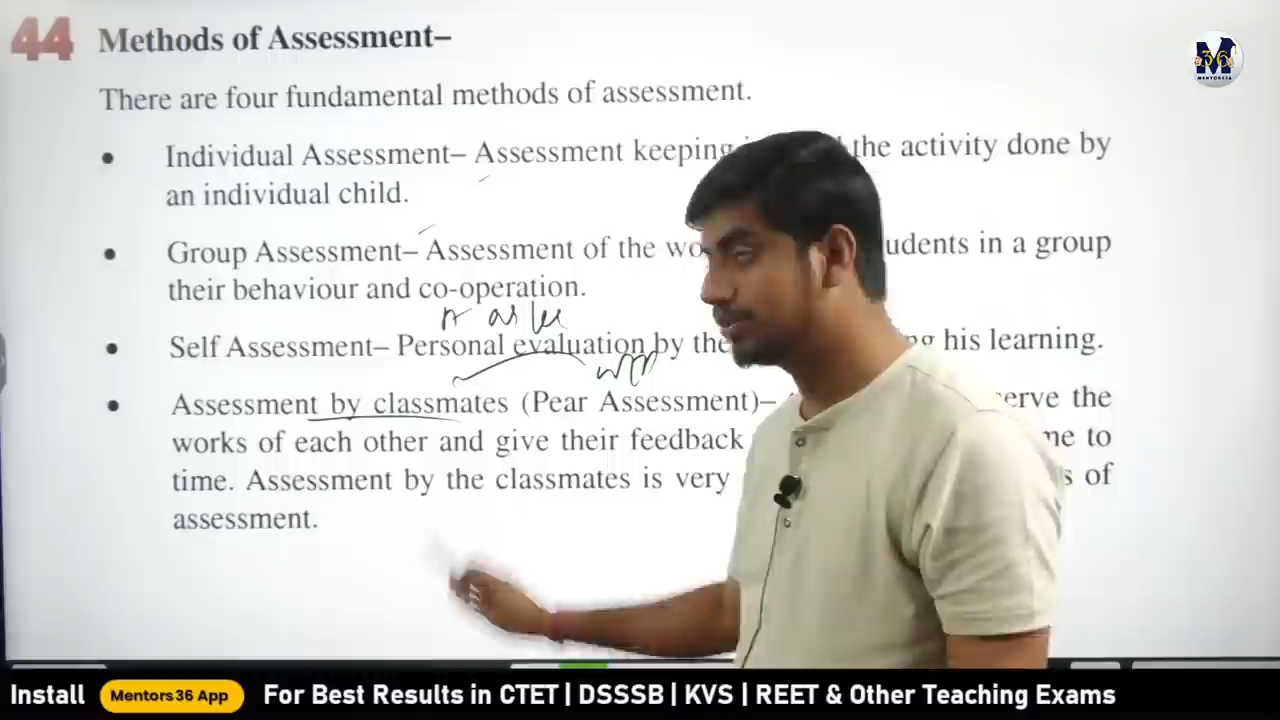 44 Methods of Assessment–
M
36
MENTORS36
There are four fundamental methods of assessment.
• Individual Assessment– Assessment keeping the activity done by
an individual child.
• Group Assessment– Assessment of the in a group
their behaviour and co-operation.
• Self Assessment– Personal evaluation by his learning.
• Assessment by classmates (Pear Assessment)– the
works of each other and give their feedback to
time. Assessment by the classmates is very of
assessment.
Install Mentors36 App For Best Results in CTET | DSSSB | KVS | REET & Other Teaching Exams